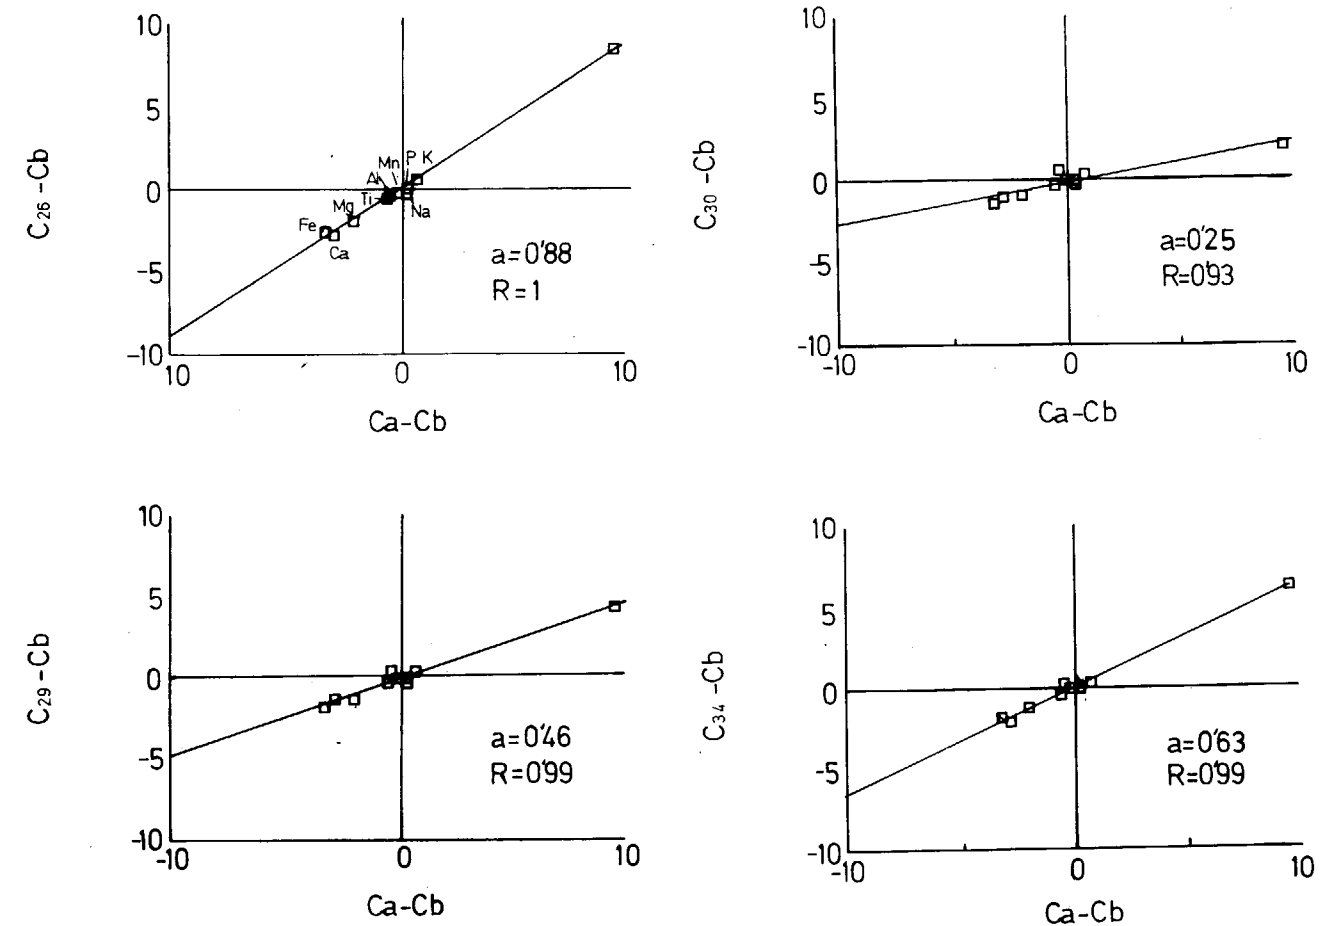 10
5
0
-5
-10
C26-Cb
Mn P K
Al
Ti
Mg
Na
Fe
Ca
a=0'88
R=1
10 0 10
Ca-Cb
10
5
0
-5
-10
C30-Cb
a=0'25
R=0'93
-10 0 10
Ca-Cb
10
5
0
-5
-10
C29-Cb
a=0'46
R=0'99
-10 0 10
Ca-Cb
10
5
0
-5
-10
C34-Cb
a=0'63
R=0'99
-10 0 10
Ca-Cb